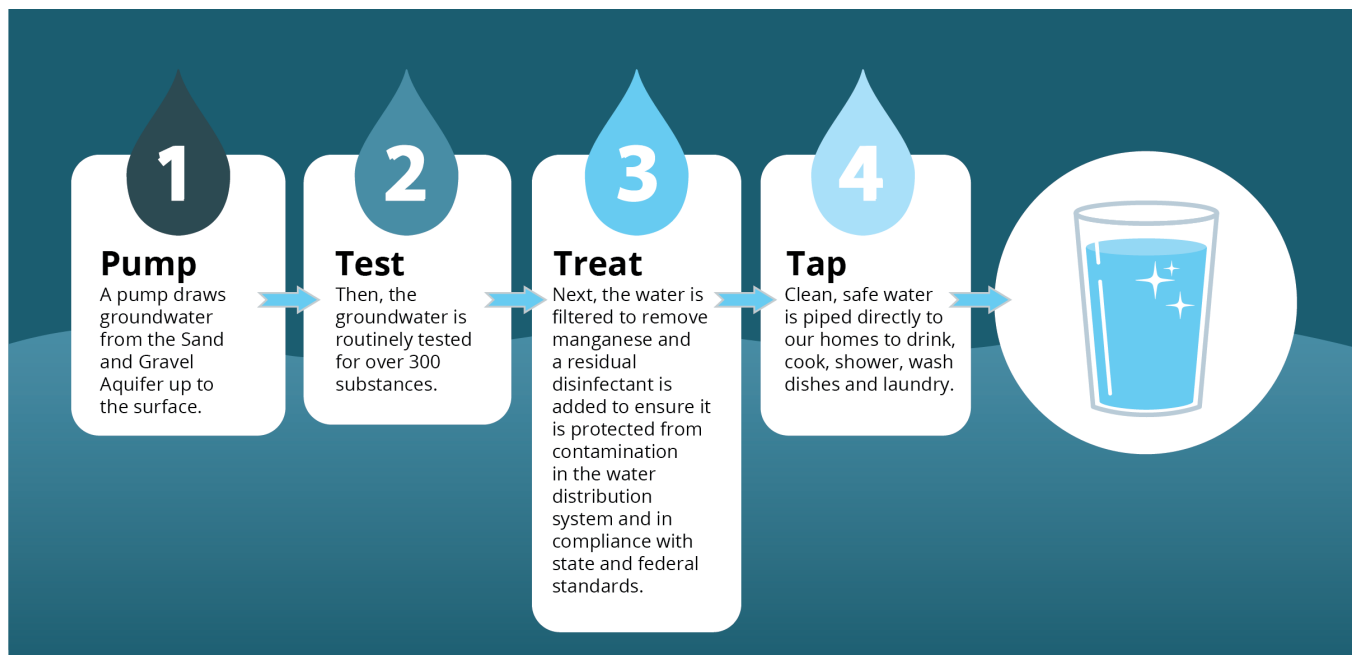 1
Pump
A pump draws
groundwater
from the Sand
and Gravel
Aquifer up to
the surface.
2
Test
Then, the
groundwater is
routinely tested
for over 300
substances.
3
Treat
Next, the water is
filtered to remove
manganese and
a residual
disinfectant is
added to ensure it
is protected from
contamination
in the water
distribution
system and in
compliance with
state and federal
standards.
4
Tap
Clean, safe water
is piped directly to
our homes to drink,
cook, shower, wash
dishes and laundry.